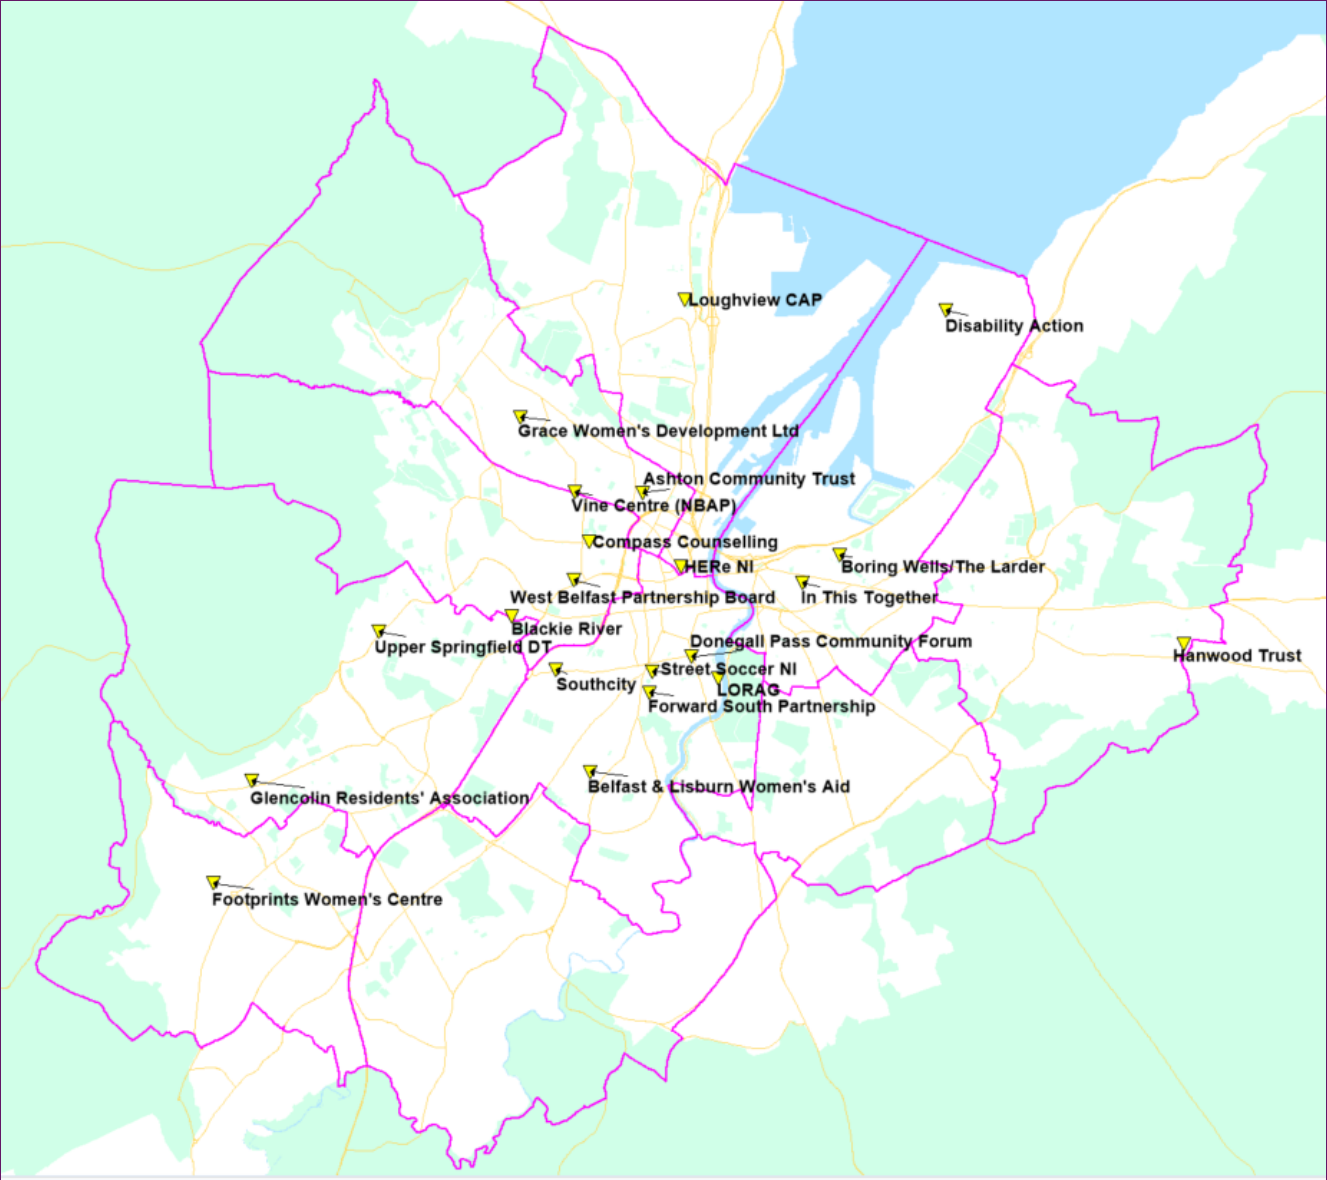 Loughview CAP
Disability Action
Grace Women's Development Ltd
Ashton Community Trust
Vine Centre (NBAP)
Compass Counselling
HERe NI
Boring Wells/The Larder
West Belfast Partnership Board
In This Together
Blackie River
Upper Springfield DT
Donegall Pass Community Forum
Hanwood Trust
Street Soccer NI
Southcity
LORAG
Forward South Partnership
Belfast & Lisburn Women's Aid
Glencolin Residents' Association
Footprints Women's Centre